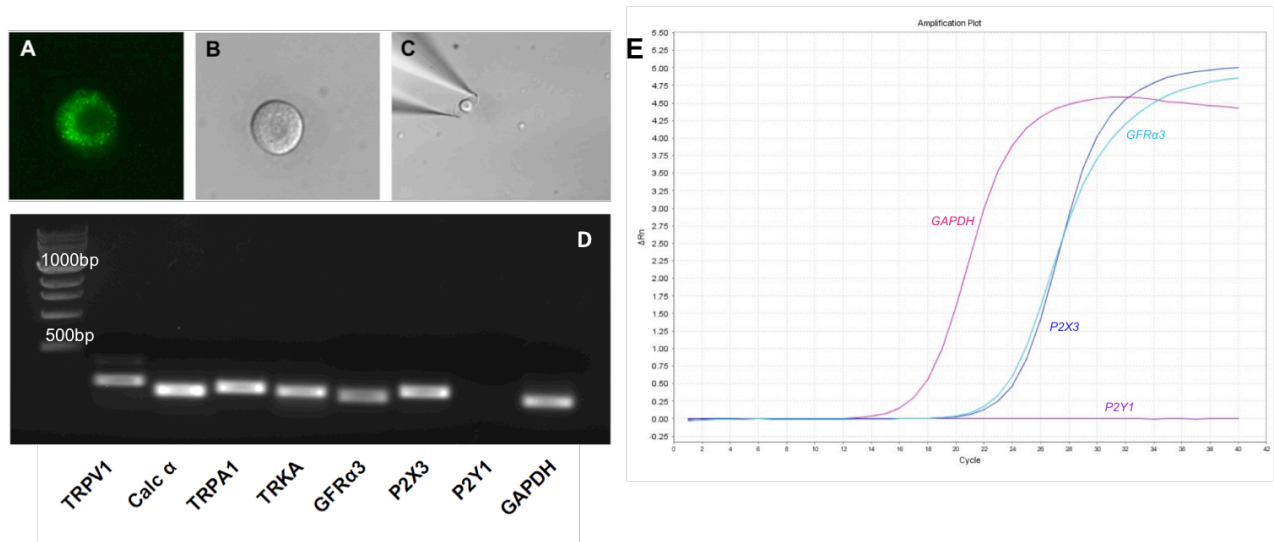 A
B
C
D
1000bp
500bp
TRPV1
Calc α
TRPA1
TRKA
GFRα3
P2X3
P2Y1
GAPDH
E
Amplification Plot
5.50
5.25
5.00
4.75
4.50
4.25
4.00
3.75
3.50
3.25
3.00
2.75
2.50
2.25
2.00
1.75
1.50
1.25
1.00
0.75
0.50
0.25
0.00
-0.25
ΔRn
GAPDH
GFRα3
P2X3
P2Y1
2 4 6 8 10 12 14 16 18 20 22 24 26 28 30 32 34 36 38 40 42
Cycle